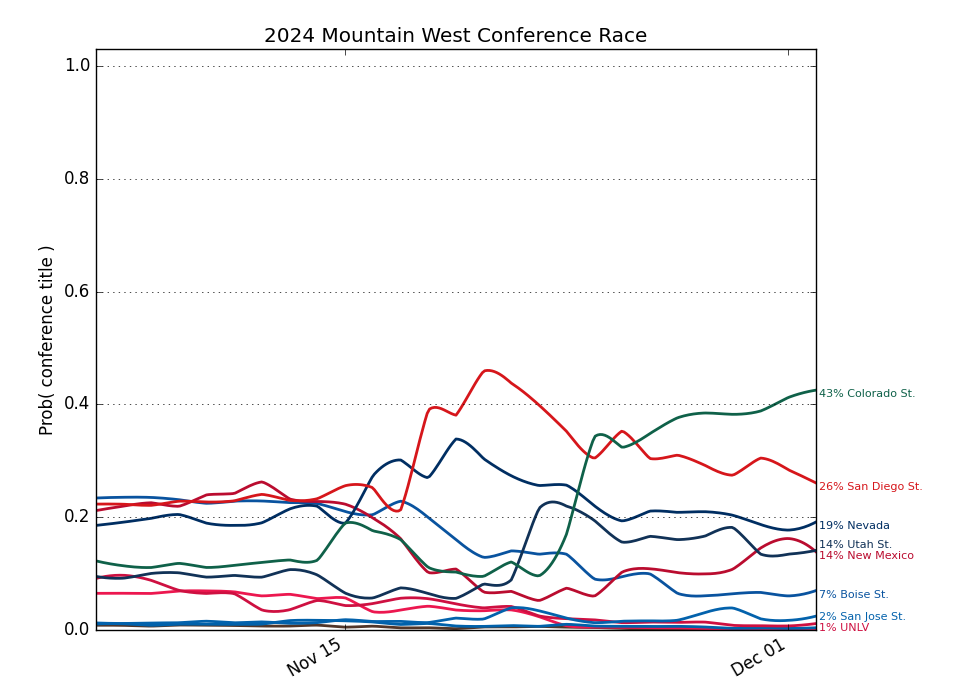 2024 Mountain West Conference Race
Prob( conference title )
1.0
0.8
0.6
0.4
0.2
0.0
Nov 15
Dec 01
43% Colorado St.
26% San Diego St.
19% Nevada
14% Utah St.
14% New Mexico
7% Boise St.
2% San Jose St.
1% UNLV